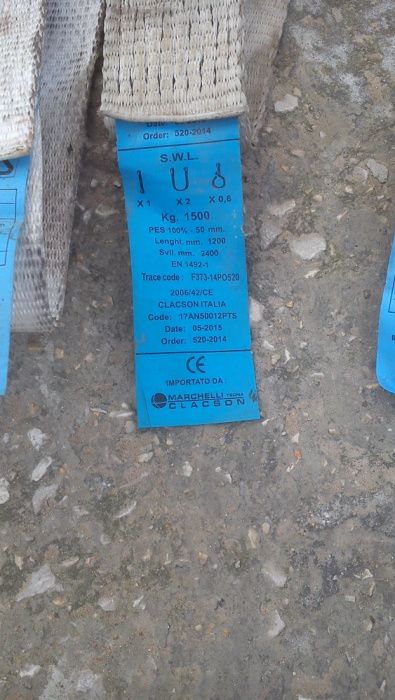 Order: 520-2014
S.W.L.
X 1 X 2 X 0,8
Kg. 1500
PES 100% - 50 mm.
Lenght. mm. 1200
Svil. mm. 2400
EN 1492-1
Trace code: F373-14PO520
2006/42/CE
CLACSON ITALIA
Code: 17AN50012PTS
Date: 05-2015
Order: 520-2014
CE
IMPORTATO DA:
MARCHELLI TECNA
CLACSON